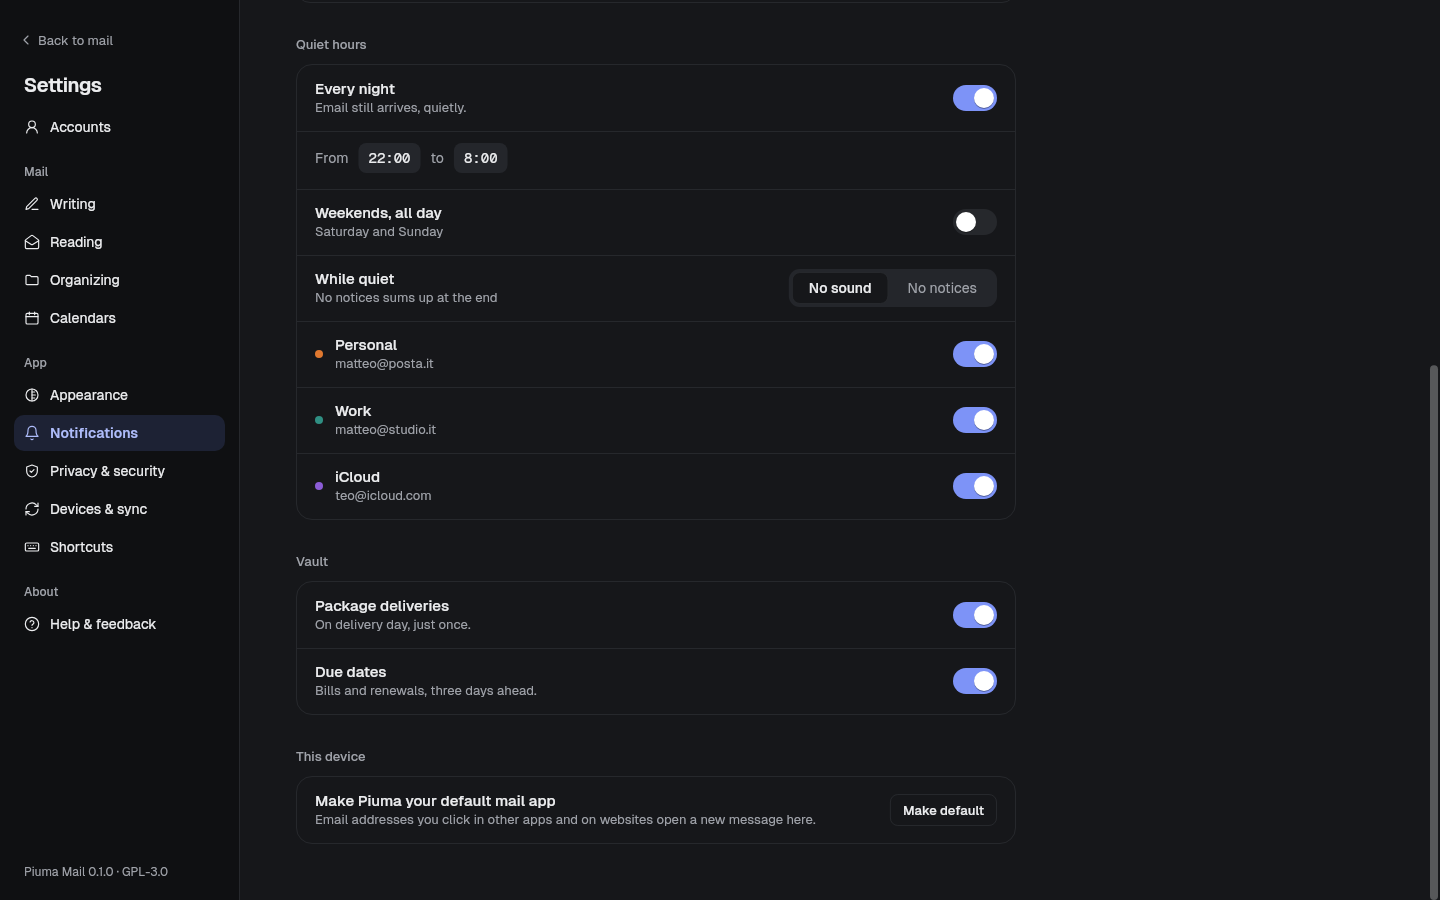 Back to mail
Settings
Accounts
Mail
Writing
Reading
Organizing
Calendars
App
Appearance
Notifications
Privacy & security
Devices & sync
Shortcuts
About
Help & feedback
Piuma Mail 0.1.0 · GPL-3.0
Quiet hours
Every night
Email still arrives, quietly.
From 22:00 to 8:00
Weekends, all day
Saturday and Sunday
While quiet
No notices sums up at the end
No sound No notices
Personal
matteo@posta.it
Work
matteo@studio.it
iCloud
teo@icloud.com
Vault
Package deliveries
On delivery day, just once.
Due dates
Bills and renewals, three days ahead.
This device
Make Piuma your default mail app
Email addresses you click in other apps and on websites open a new message here.
Make default